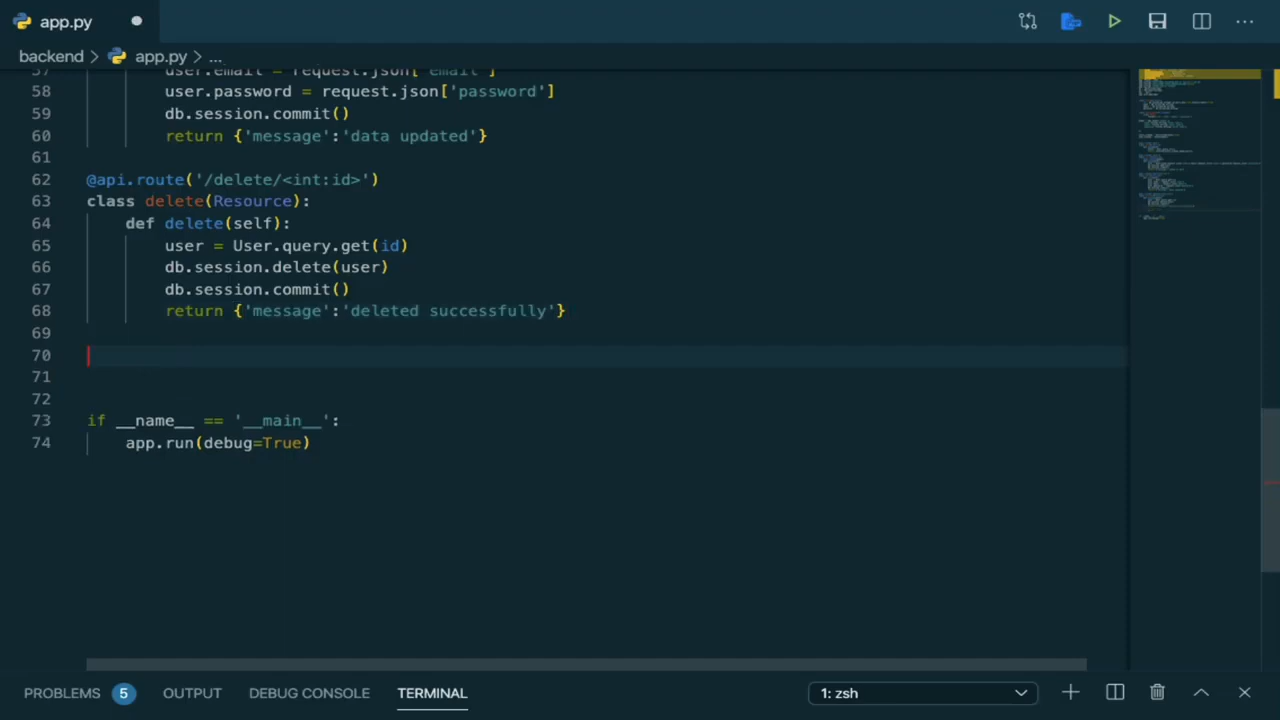 app.py
backend > app.py > ...
57 user.email = request.json['email']
58 user.password = request.json['password']
59 db.session.commit()
60 return {'message':'data updated'}
61
62 @api.route('/delete/<int:id>')
63 class delete(Resource):
64 def delete(self):
65 user = User.query.get(id)
66 db.session.delete(user)
67 db.session.commit()
68 return {'message':'deleted successfully'}
69
70
71
72
73 if __name__ == '__main__':
74 app.run(debug=True)
PROBLEMS 5 OUTPUT DEBUG CONSOLE TERMINAL 1: zsh